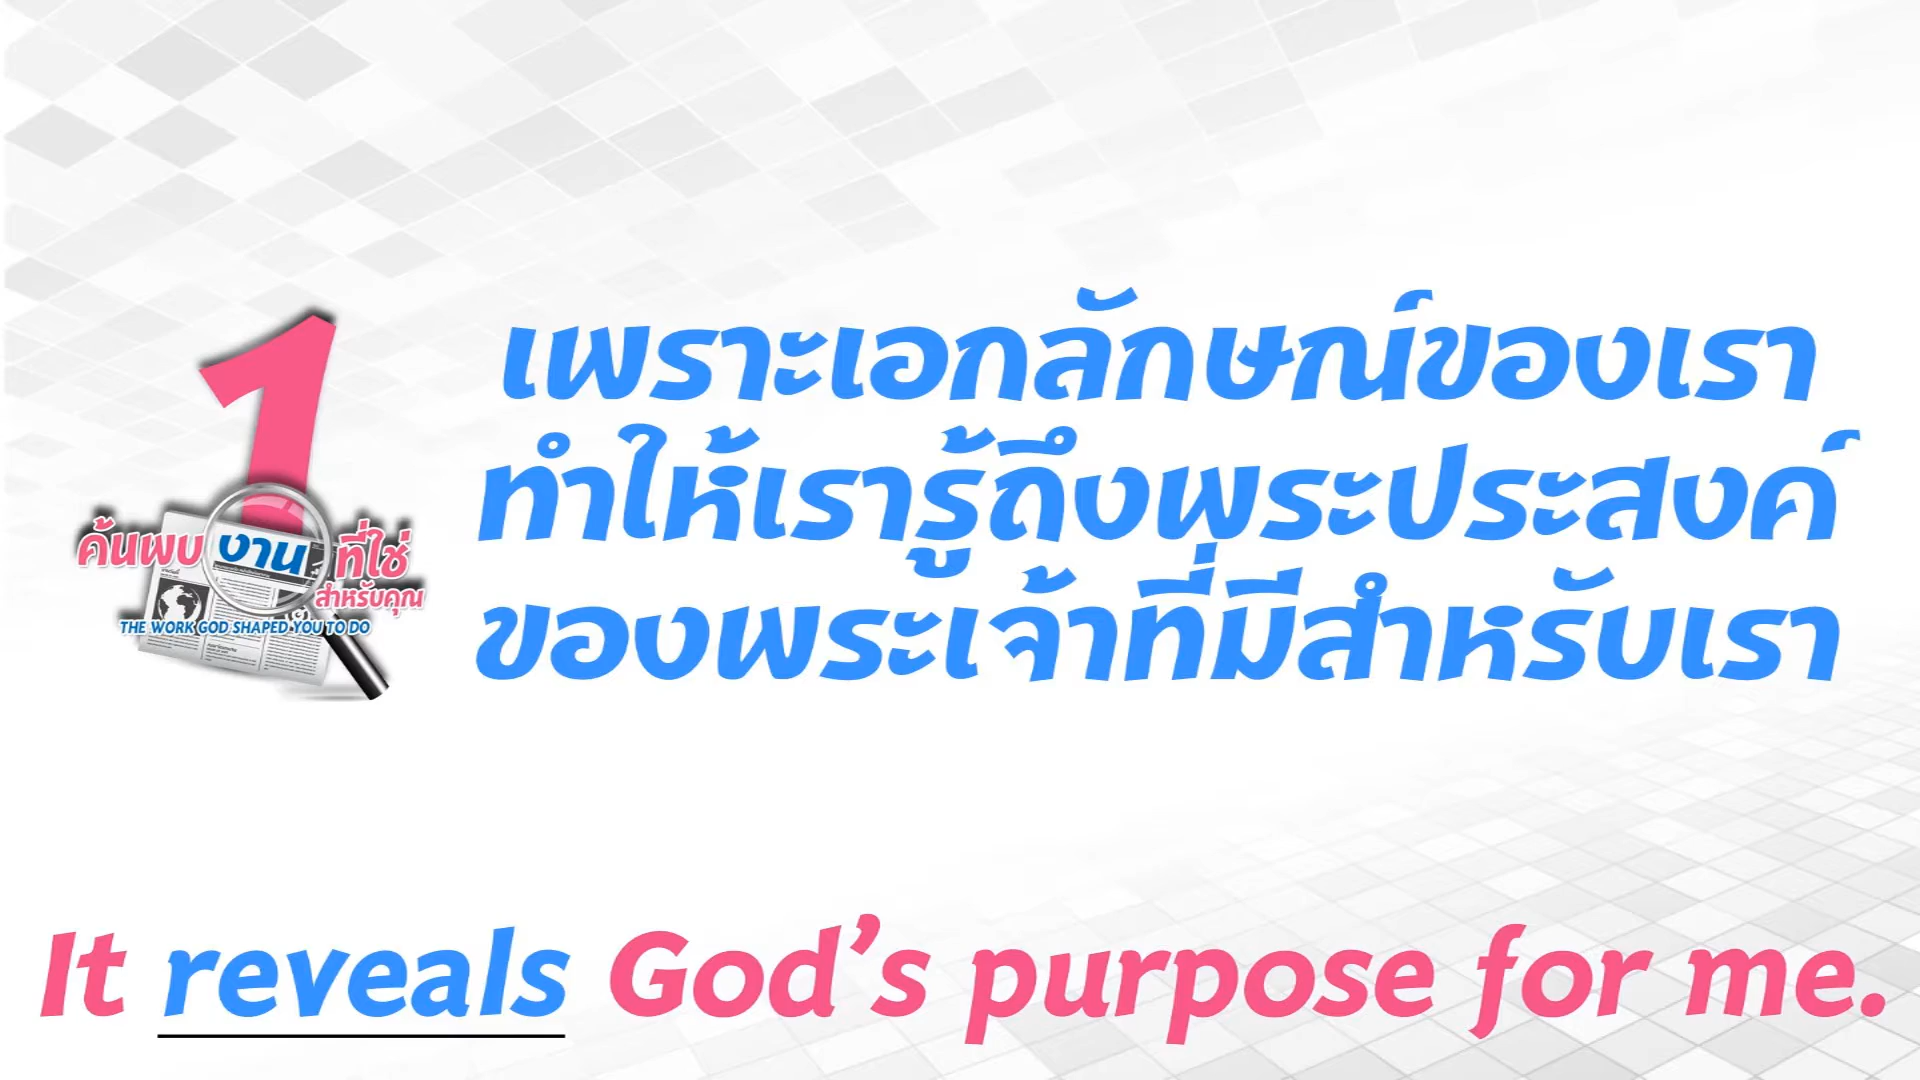 1
ค้นพบ งาน ที่ใช่
สำหรับคุณ
THE WORK GOD SHAPED YOU TO DO
เพราะเอกลักษณ์ของเรา
ทำให้เรารู้ถึงพระประสงค์
ของพระเจ้าที่มีสำหรับเรา
It reveals God's purpose for me.